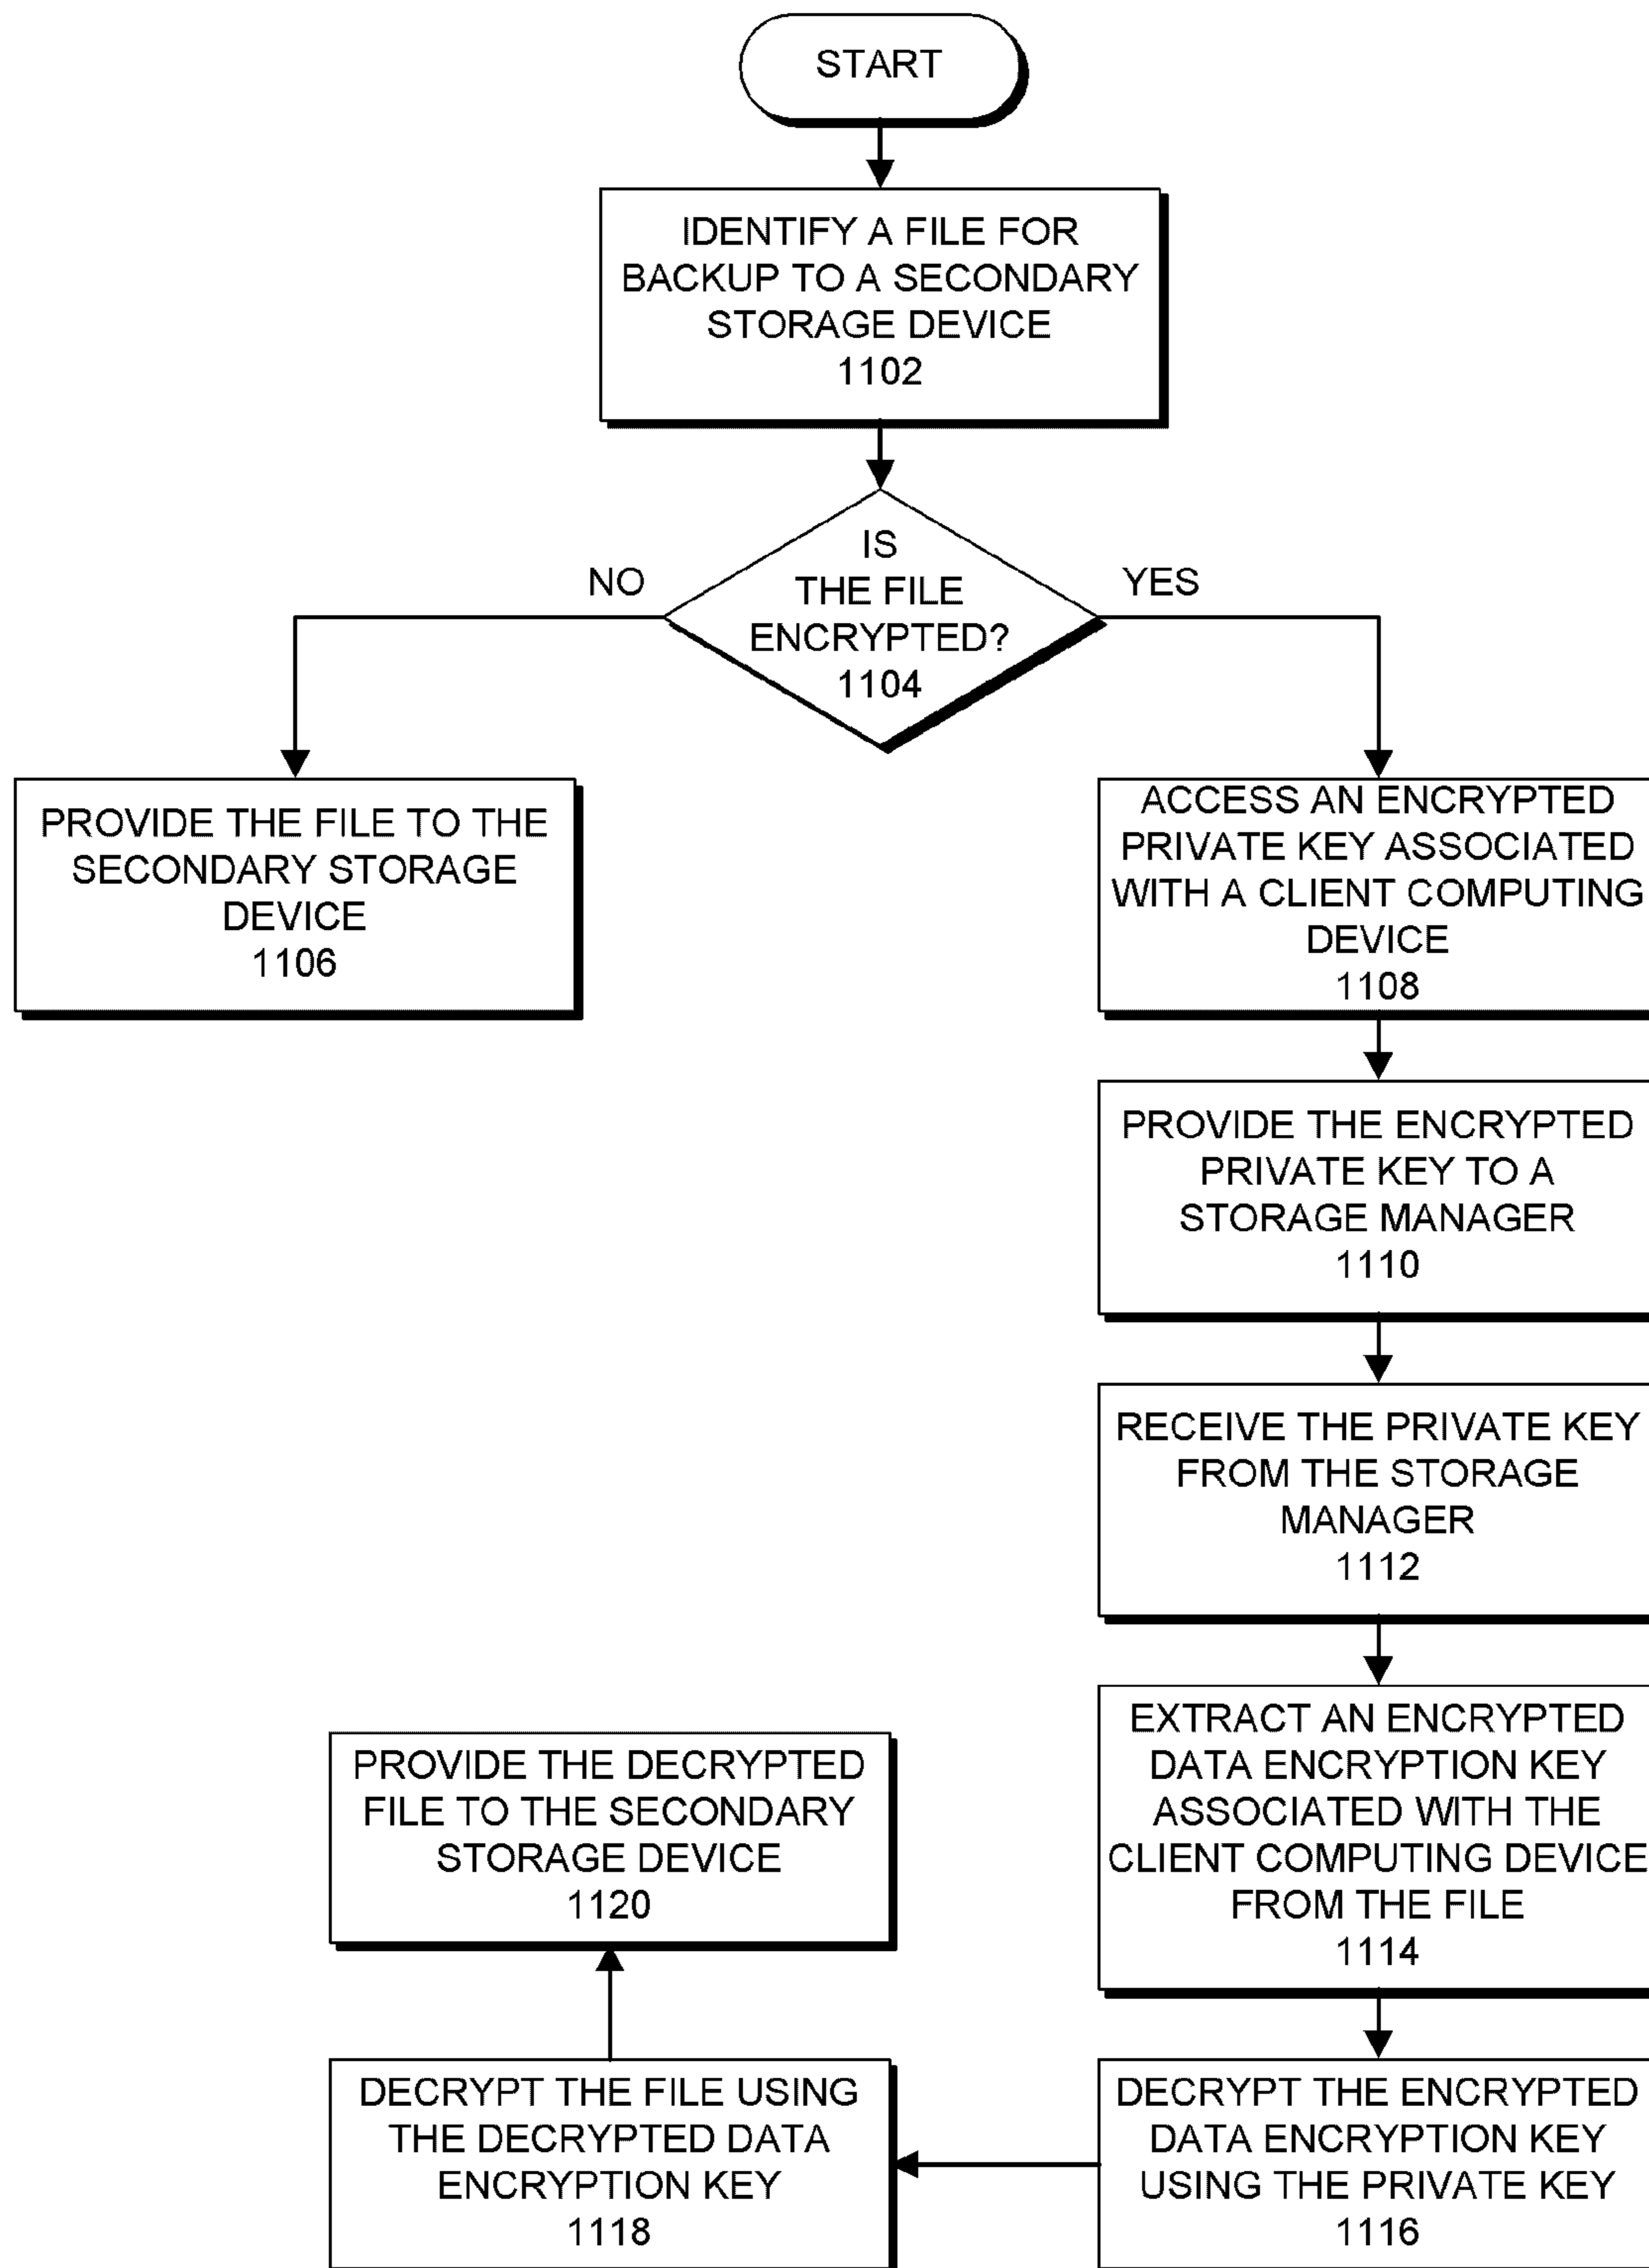 START
IDENTIFY A FILE FOR
BACKUP TO A SECONDARY
STORAGE DEVICE
1102
IS
THE FILE
ENCRYPTED?
1104
NO
YES
PROVIDE THE FILE TO THE
SECONDARY STORAGE
DEVICE
1106
ACCESS AN ENCRYPTED
PRIVATE KEY ASSOCIATED
WITH A CLIENT COMPUTING
DEVICE
1108
PROVIDE THE ENCRYPTED
PRIVATE KEY TO A
STORAGE MANAGER
1110
RECEIVE THE PRIVATE KEY
FROM THE STORAGE
MANAGER
1112
EXTRACT AN ENCRYPTED
DATA ENCRYPTION KEY
ASSOCIATED WITH THE
CLIENT COMPUTING DEVICE
FROM THE FILE
1114
DECRYPT THE ENCRYPTED
DATA ENCRYPTION KEY
USING THE PRIVATE KEY
1116
DECRYPT THE FILE USING
THE DECRYPTED DATA
ENCRYPTION KEY
1118
PROVIDE THE DECRYPTED
FILE TO THE SECONDARY
STORAGE DEVICE
1120